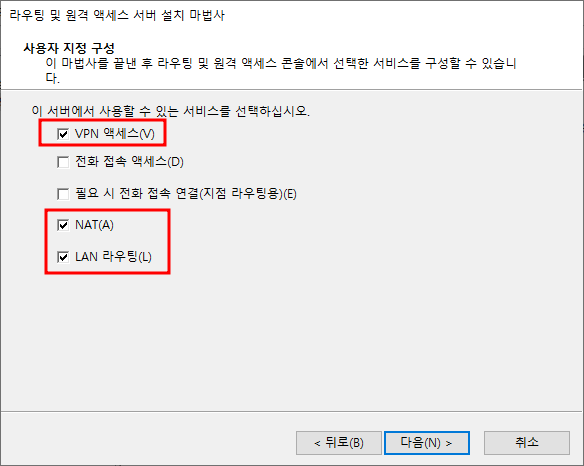 라우팅 및 원격 액세스 서버 설치 마법사
사용자 지정 구성
이 마법사를 끝낸 후 라우팅 및 원격 액세스 콘솔에서 선택한 서비스를 구성할 수 있습니
다.
이 서버에서 사용할 수 있는 서비스를 선택하십시오.
VPN 액세스(V)
전화 접속 액세스(D)
필요 시 전화 접속 연결(지점 라우팅용)(E)
NAT(A)
LAN 라우팅(L)
< 뒤로(B)
다음(N) >
취소